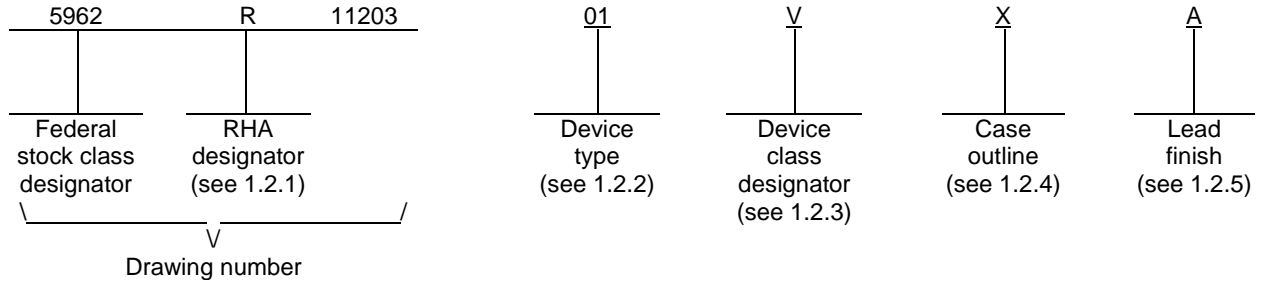 5962 R 11203 01 V X A
Federal stock class designator
RHA designator (see 1.2.1)
Device type (see 1.2.2)
Device class designator (see 1.2.3)
Case outline (see 1.2.4)
Lead finish (see 1.2.5)
Drawing number